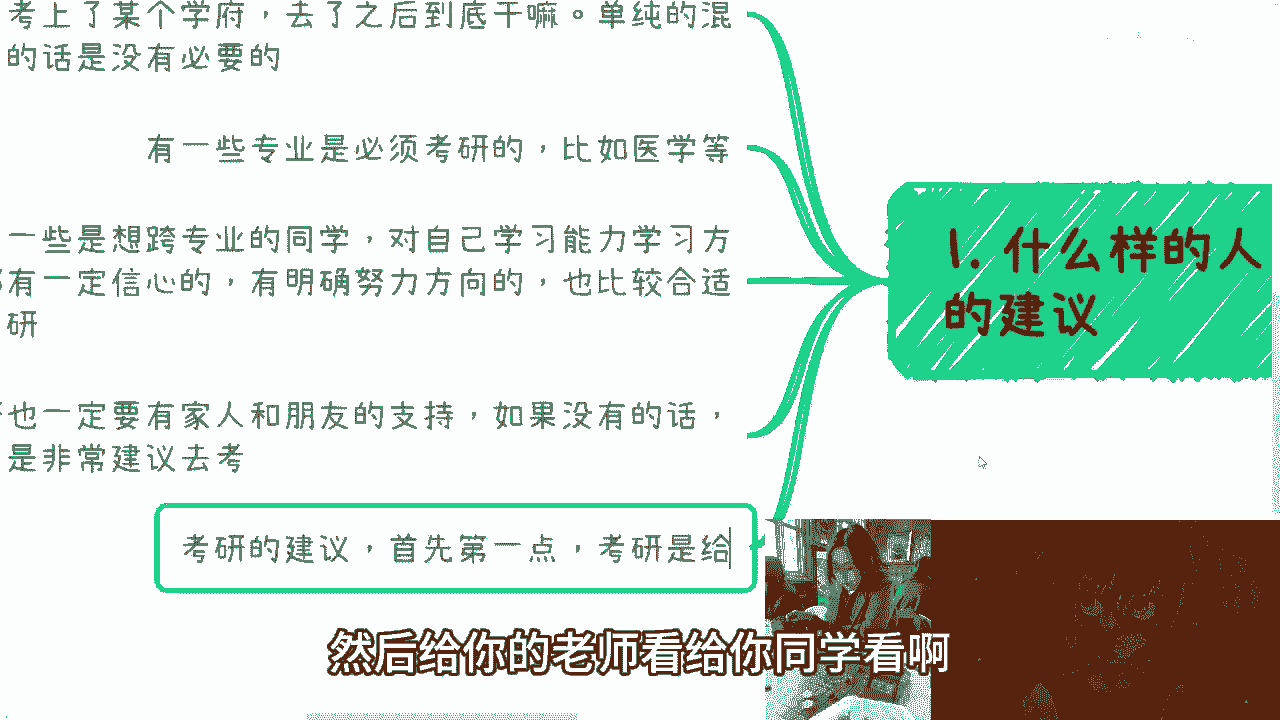 考上了某个学府，去了之后到底干嘛。单纯的混
的话是没有必要的
有一些专业是必须考研的，比如医学等
一些是想跨专业的同学，对自己学习能力学习方
有一定信心的，有明确努力方向的，也比较合适
研
也一定要有家人和朋友的支持，如果没有的话，
是非常建议去考
考研的建议，首先第一点，考研是给
1. 什么样的人
的建议
然后给你的老师看给你同学看啊